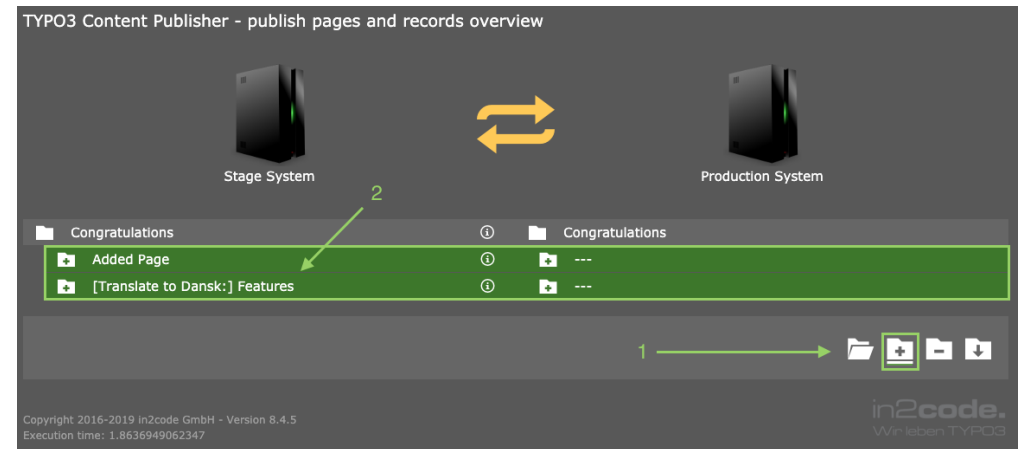 TYPO3 Content Publisher - publish pages and records overview
Stage System
Production System
2
Congratulations
Congratulations
Added Page
---
[Translate to Dansk:] Features
---
1
Copyright 2016-2019 in2code GmbH - Version 8.4.5
Execution time: 1.8636949062347
in2code.
Wir leben TYPO3